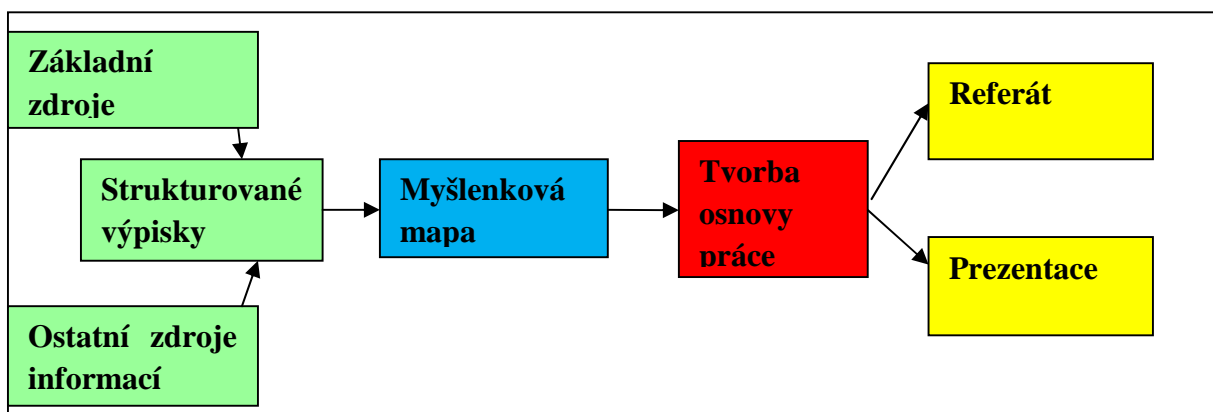 Základní
zdroje
Strukturované
výpisky
Ostatní zdroje
informací
Myšlenková
mapa
Tvorba
osnovy
práce
Referát
Prezentace